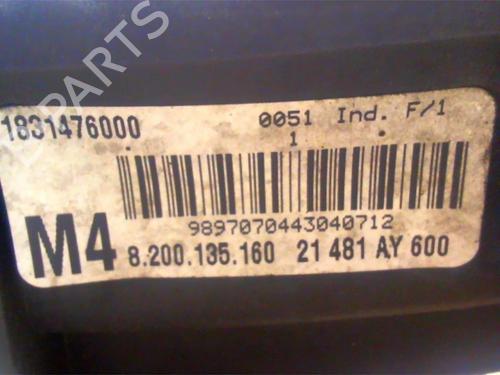 PARTS
1831476000 0051 Ind. F/1
1
9897070443040712
M4 8.200.135.160 21 481 AY 600